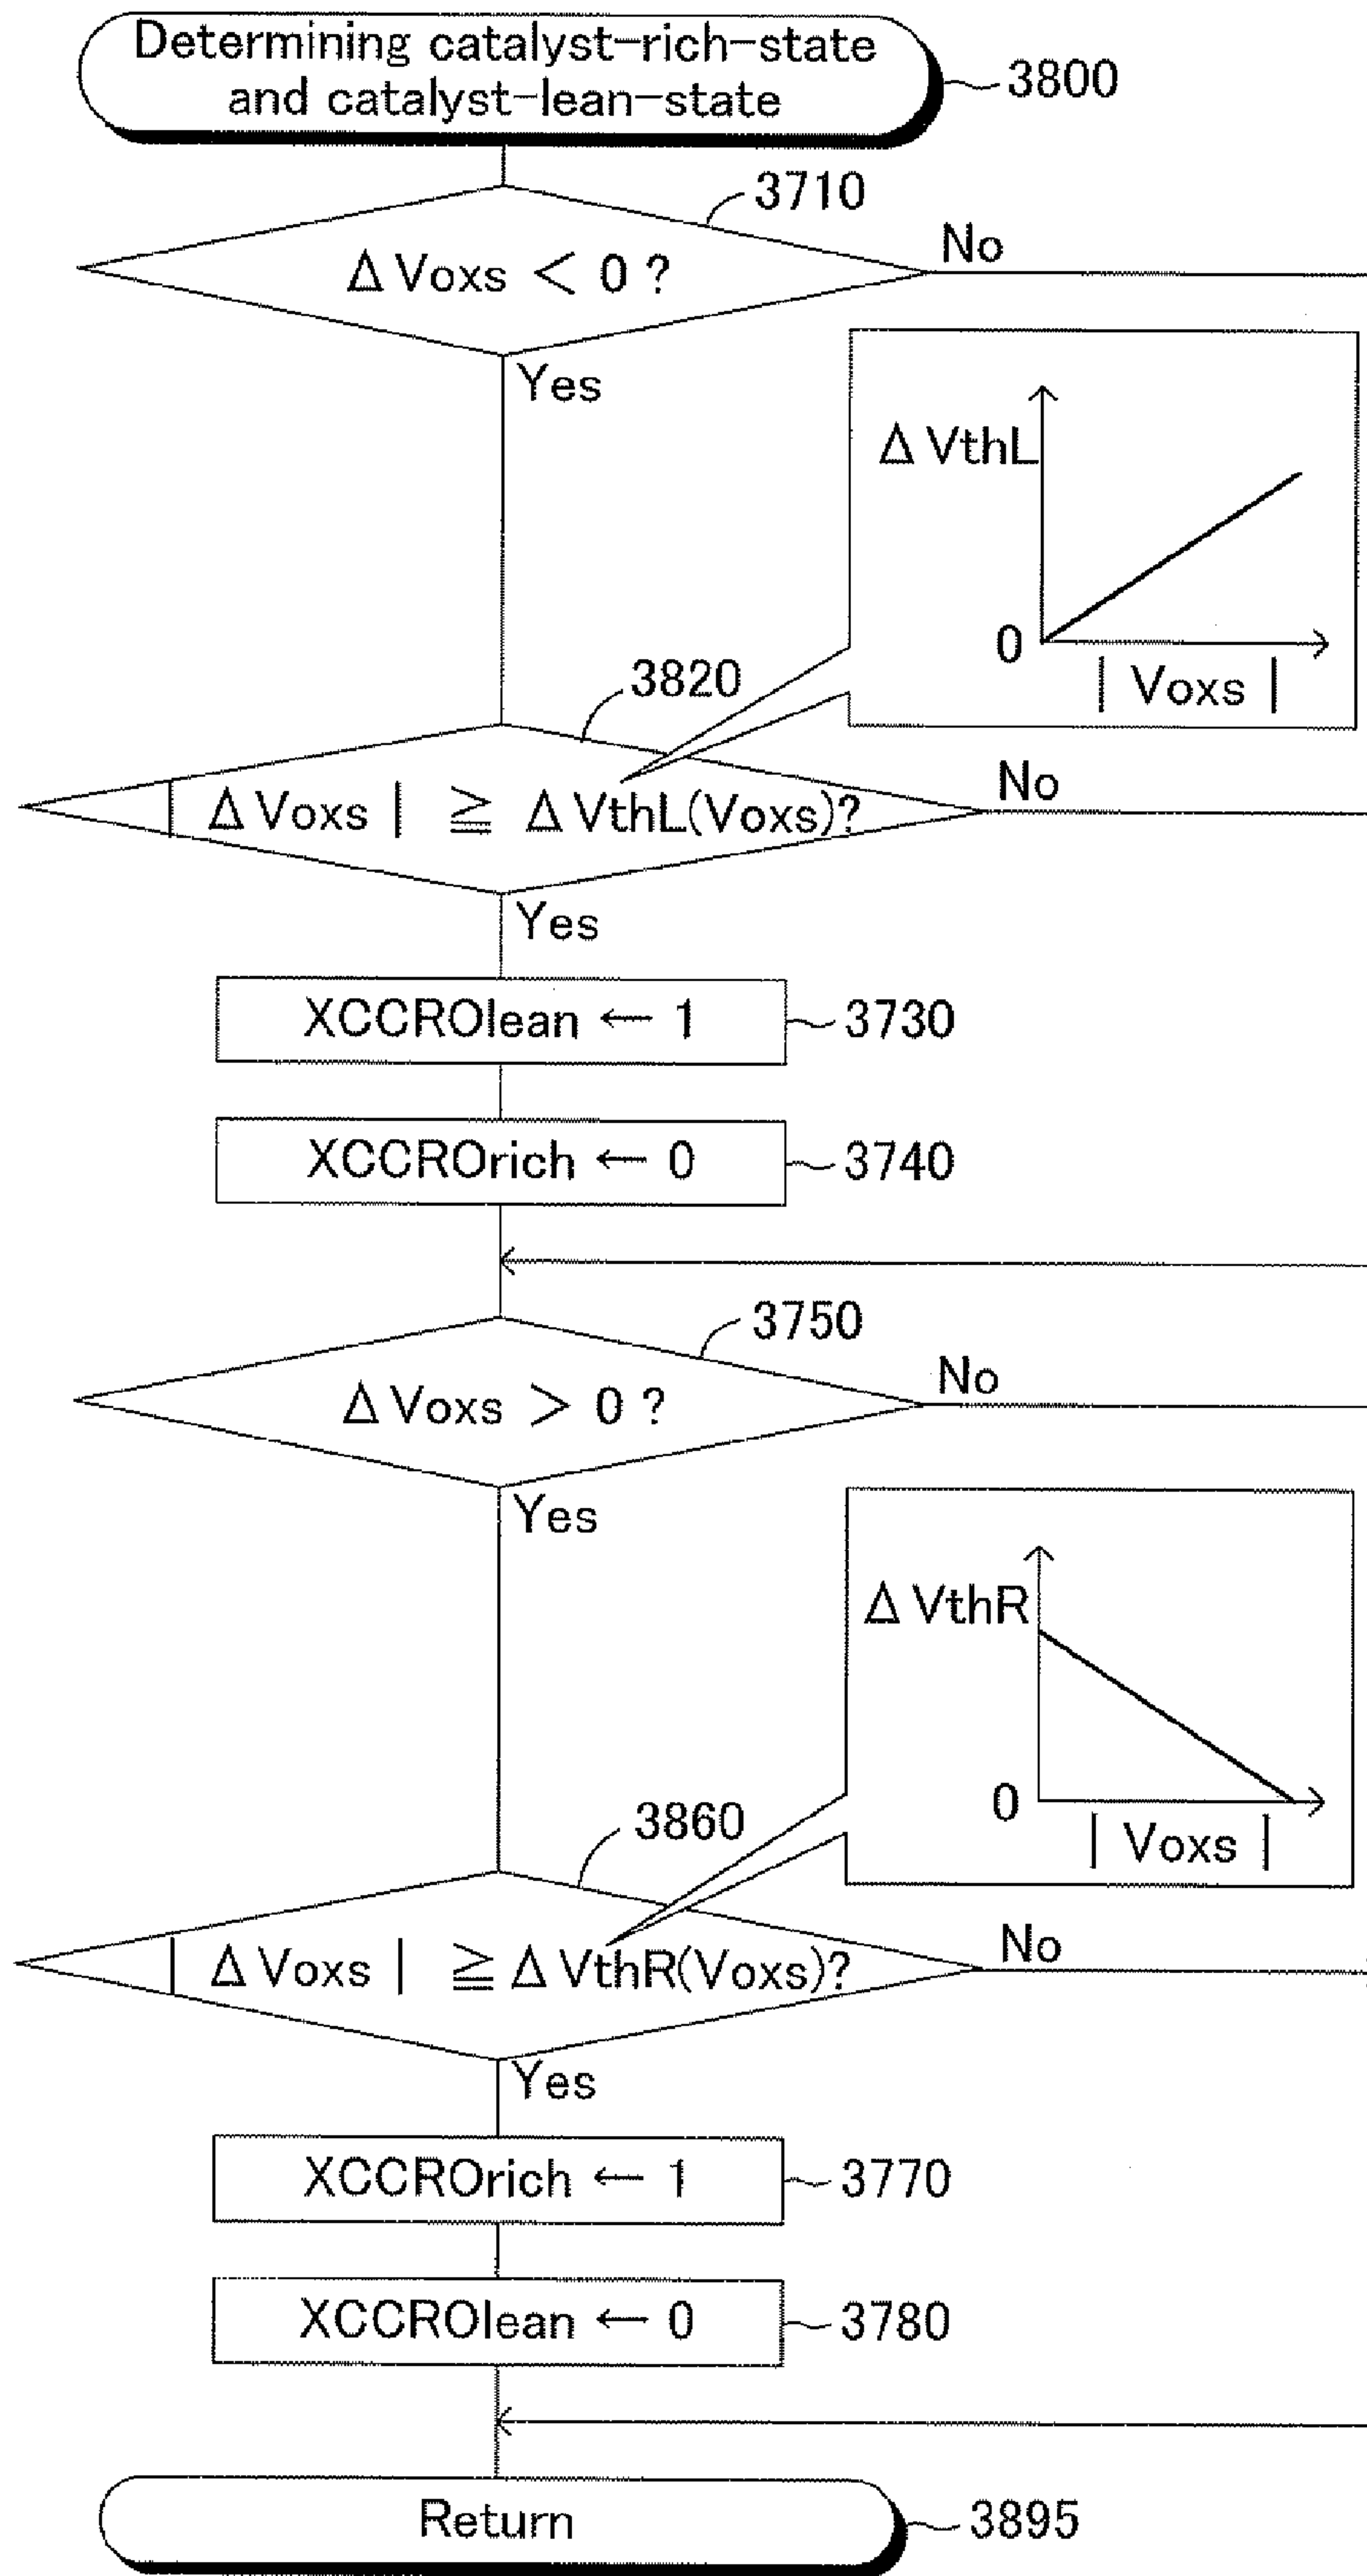 Determining catalyst-rich-state
and catalyst-lean-state
3800
3710
ΔVoxs < 0 ?
No
Yes
ΔVthL
0
| Voxs |
3820
| ΔVoxs | ≧ ΔVthL(Voxs)?
No
Yes
XCCROlean ← 1
3730
XCCROrich ← 0
3740
3750
ΔVoxs > 0 ?
No
Yes
ΔVthR
0
| Voxs |
3860
| ΔVoxs | ≧ ΔVthR(Voxs)?
No
Yes
XCCROrich ← 1
3770
XCCROlean ← 0
3780
Return
3895